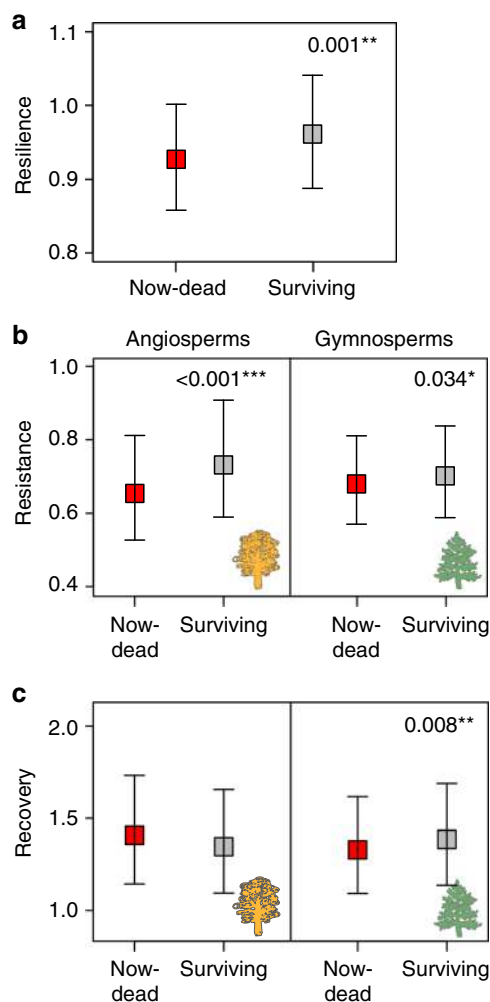 a
1.1
1.0
0.9
0.8
Resilience
0.001**
Now-dead Surviving
b
Angiosperms Gymnosperms
1.0
0.8
0.6
0.4
Resistance
<0.001***
0.034*
Now-
dead
Surviving
Now-
dead
Surviving
c
2.0
1.5
1.0
Recovery
0.008**
Now-
dead
Surviving
Now-
dead
Surviving